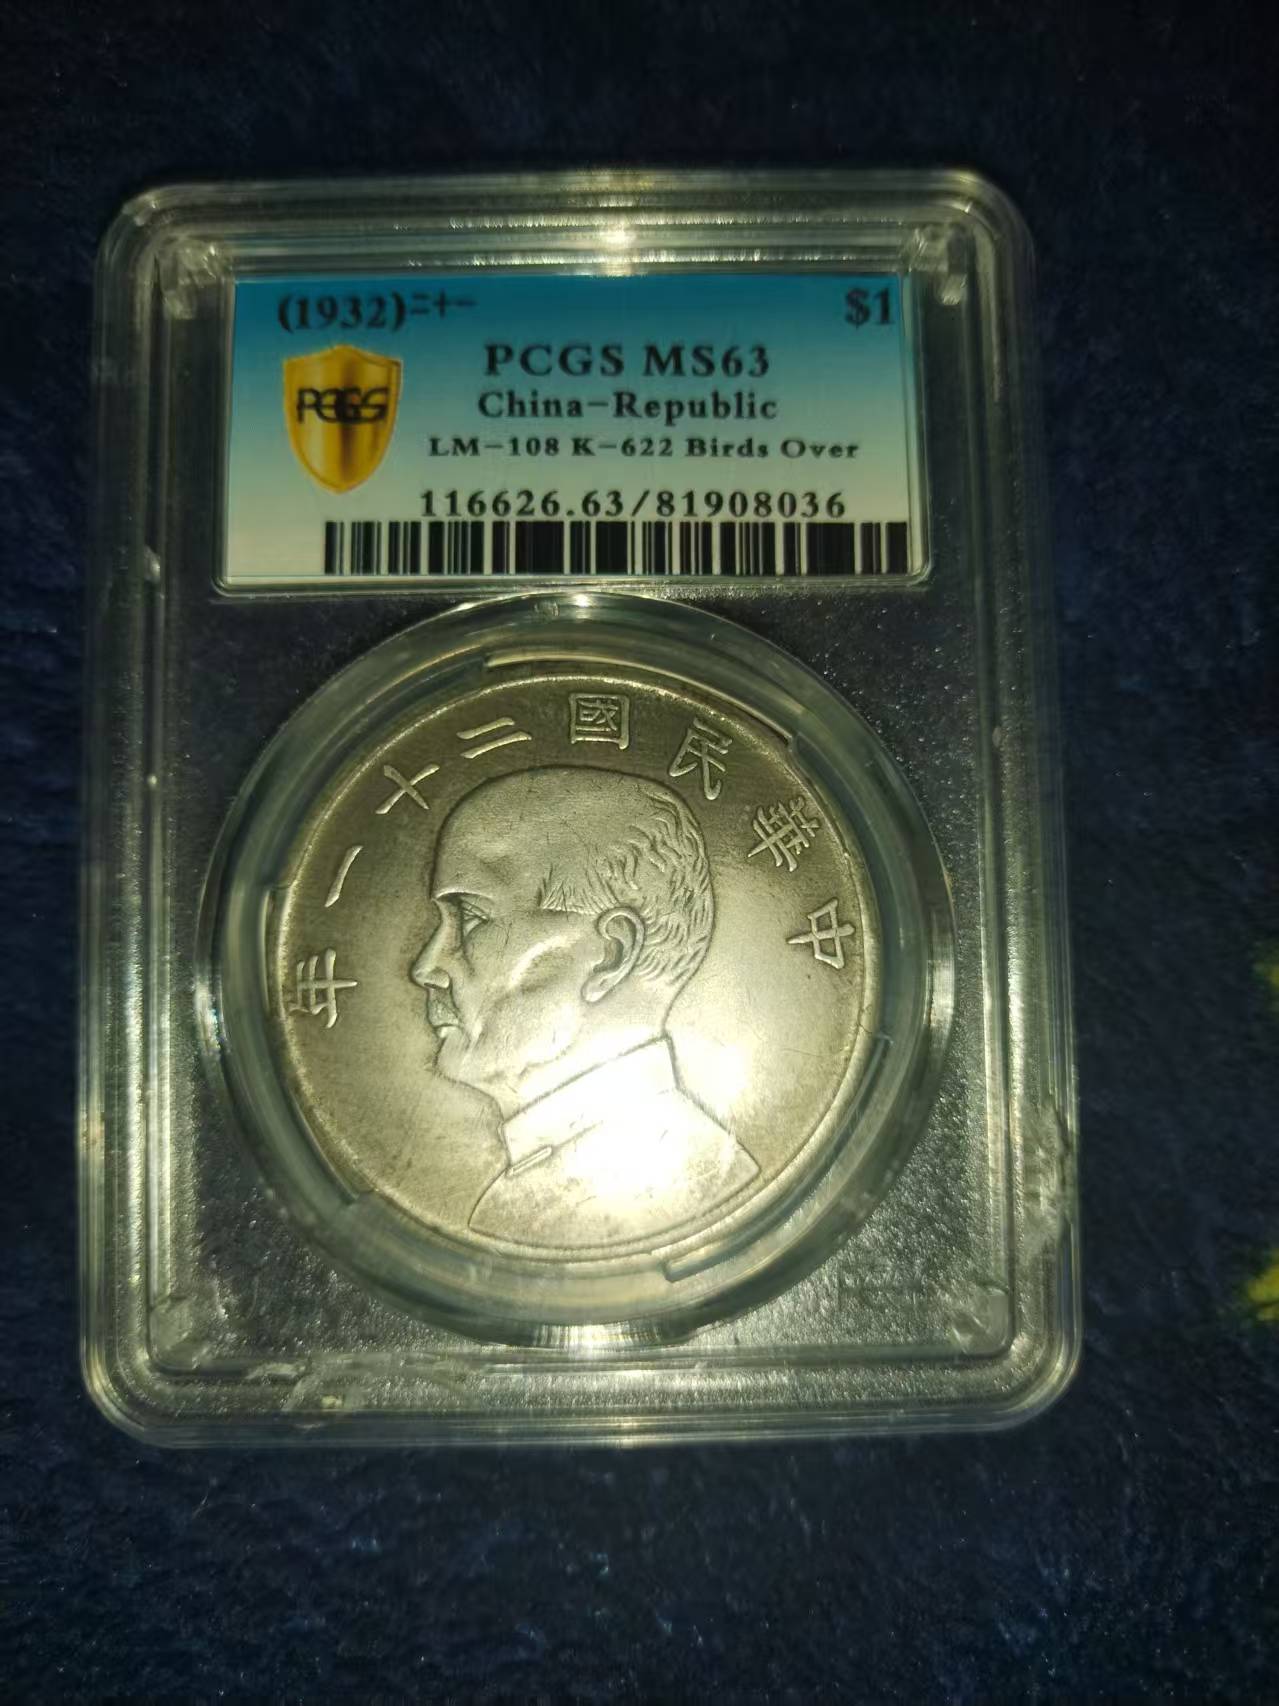 (1932)二十一 $1
PCGS MS63
PCGS
China-Republic
LM-108 K-622 Birds Over
116626.63/81908036
年一十二國民華中